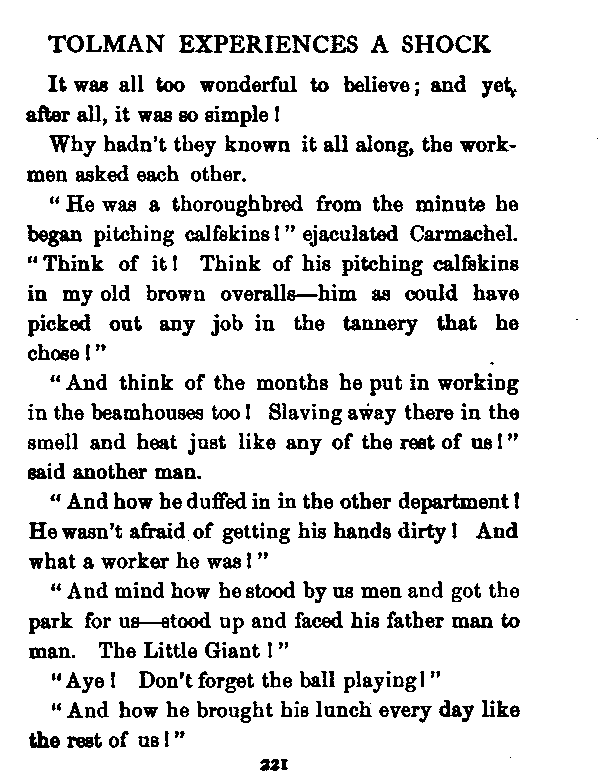 TOLMAN EXPERIENCES A SHOCK
It was all too wonderful to believe; and yet,
after all, it was so simple!
Why hadn't they known it all along, the work-
men asked each other.
"He was a thoroughbred from the minute he
began pitching calfskins!" ejaculated Carmachel.
"Think of it! Think of his pitching calfskins
in my old brown overalls—him as could have
picked out any job in the tannery that he
chose!"
"And think of the months he put in working
in the beamhouses too! Slaving away there in the
smell and heat just like any of the rest of us!"
said another man.
"And how he duffed in in the other department!
He wasn't afraid of getting his hands dirty! And
what a worker he was!"
"And mind how he stood by us men and got the
park for us—stood up and faced his father man to
man. The Little Giant!"
"Aye! Don't forget the ball playing!"
"And how he brought his lunch every day like
the rest of us!"
221